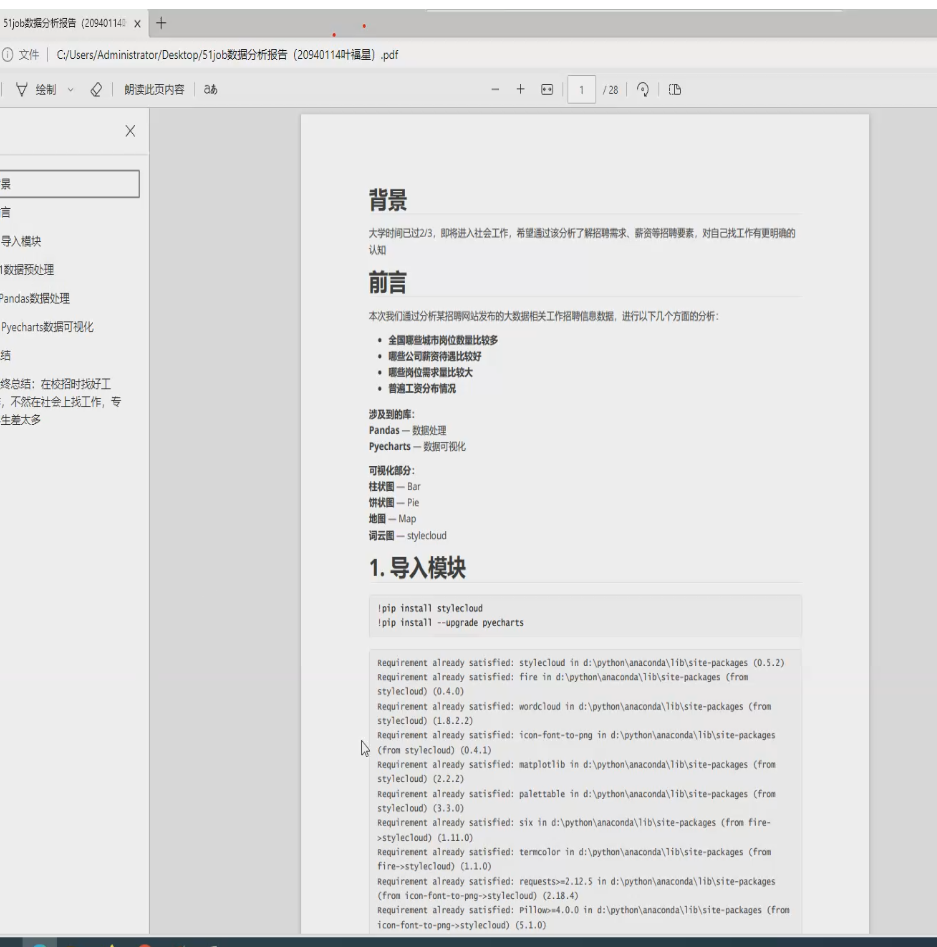 51job数据分析报告（20940114
文件 C:/Users/Administrator/Desktop/51job数据分析报告（20940114叶福星）.pdf
绘制 朗读此页内容 aあ 1 /28
景
言
导入模块
数据预处理
Pandas数据处理
Pyecharts数据可视化
结
终总结：在校招时找好工
，不然在社会上找工作，专
生差太多
背景
大学时间已过2/3，即将进入社会工作，希望通过该分析了解招聘需求、薪资等招聘要素，对自己找工作有更明确的
认知
前言
本次我们通过分析某招聘网站发布的大数据相关工作招聘信息数据，进行以下几个方面的分析：
• 全国哪些城市岗位数量比较多
• 哪些公司薪资待遇比较好
• 哪些岗位需求量比较大
• 普遍工资分布情况
涉及到的库：
Pandas — 数据处理
Pyecharts — 数据可视化
可视化部分：
柱状图 — Bar
饼状图 — Pie
地图 — Map
词云图 — stylecloud
1. 导入模块
!pip install stylecloud
!pip install --upgrade pyecharts
Requirement already satisfied: stylecloud in d:\python\anaconda\lib\site-packages (0.5.2)
Requirement already satisfied: fire in d:\python\anaconda\lib\site-packages (from
stylecloud) (0.4.0)
Requirement already satisfied: wordcloud in d:\python\anaconda\lib\site-packages (from
stylecloud) (1.8.2.2)
Requirement already satisfied: icon-font-to-png in d:\python\anaconda\lib\site-packages
(from stylecloud) (0.4.1)
Requirement already satisfied: matplotlib in d:\python\anaconda\lib\site-packages (from
stylecloud) (2.2.2)
Requirement already satisfied: palettable in d:\python\anaconda\lib\site-packages (from
stylecloud) (3.3.0)
Requirement already satisfied: six in d:\python\anaconda\lib\site-packages (from fire-
>stylecloud) (1.11.0)
Requirement already satisfied: termcolor in d:\python\anaconda\lib\site-packages (from
fire->stylecloud) (1.1.0)
Requirement already satisfied: requests>=2.12.5 in d:\python\anaconda\lib\site-packages
(from icon-font-to-png->stylecloud) (2.18.4)
Requirement already satisfied: Pillow>=4.0.0 in d:\python\anaconda\lib\site-packages (from
icon-font-to-png->stylecloud) (5.1.0)